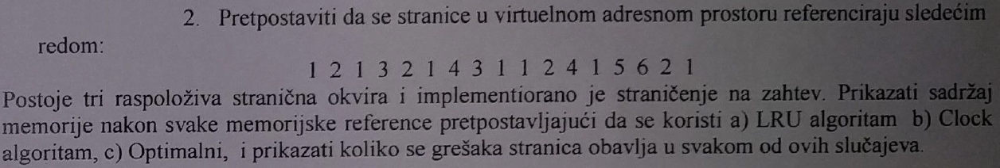 2. Pretpostaviti da se stranice u virtuelnom adresnom prostoru referenciraju sledećim
redom:
1 2 1 3 2 1 4 3 1 1 2 4 1 5 6 2 1
Postoje tri raspoloživa stranična okvira i implementiorano je straničenje na zahtev. Prikazati sadržaj
memorije nakon svake memorijske reference pretpostavljajući da se koristi a) LRU algoritam b) Clock
algoritam, c) Optimalni, i prikazati koliko se grešaka stranica obavlja u svakom od ovih slučajeva.